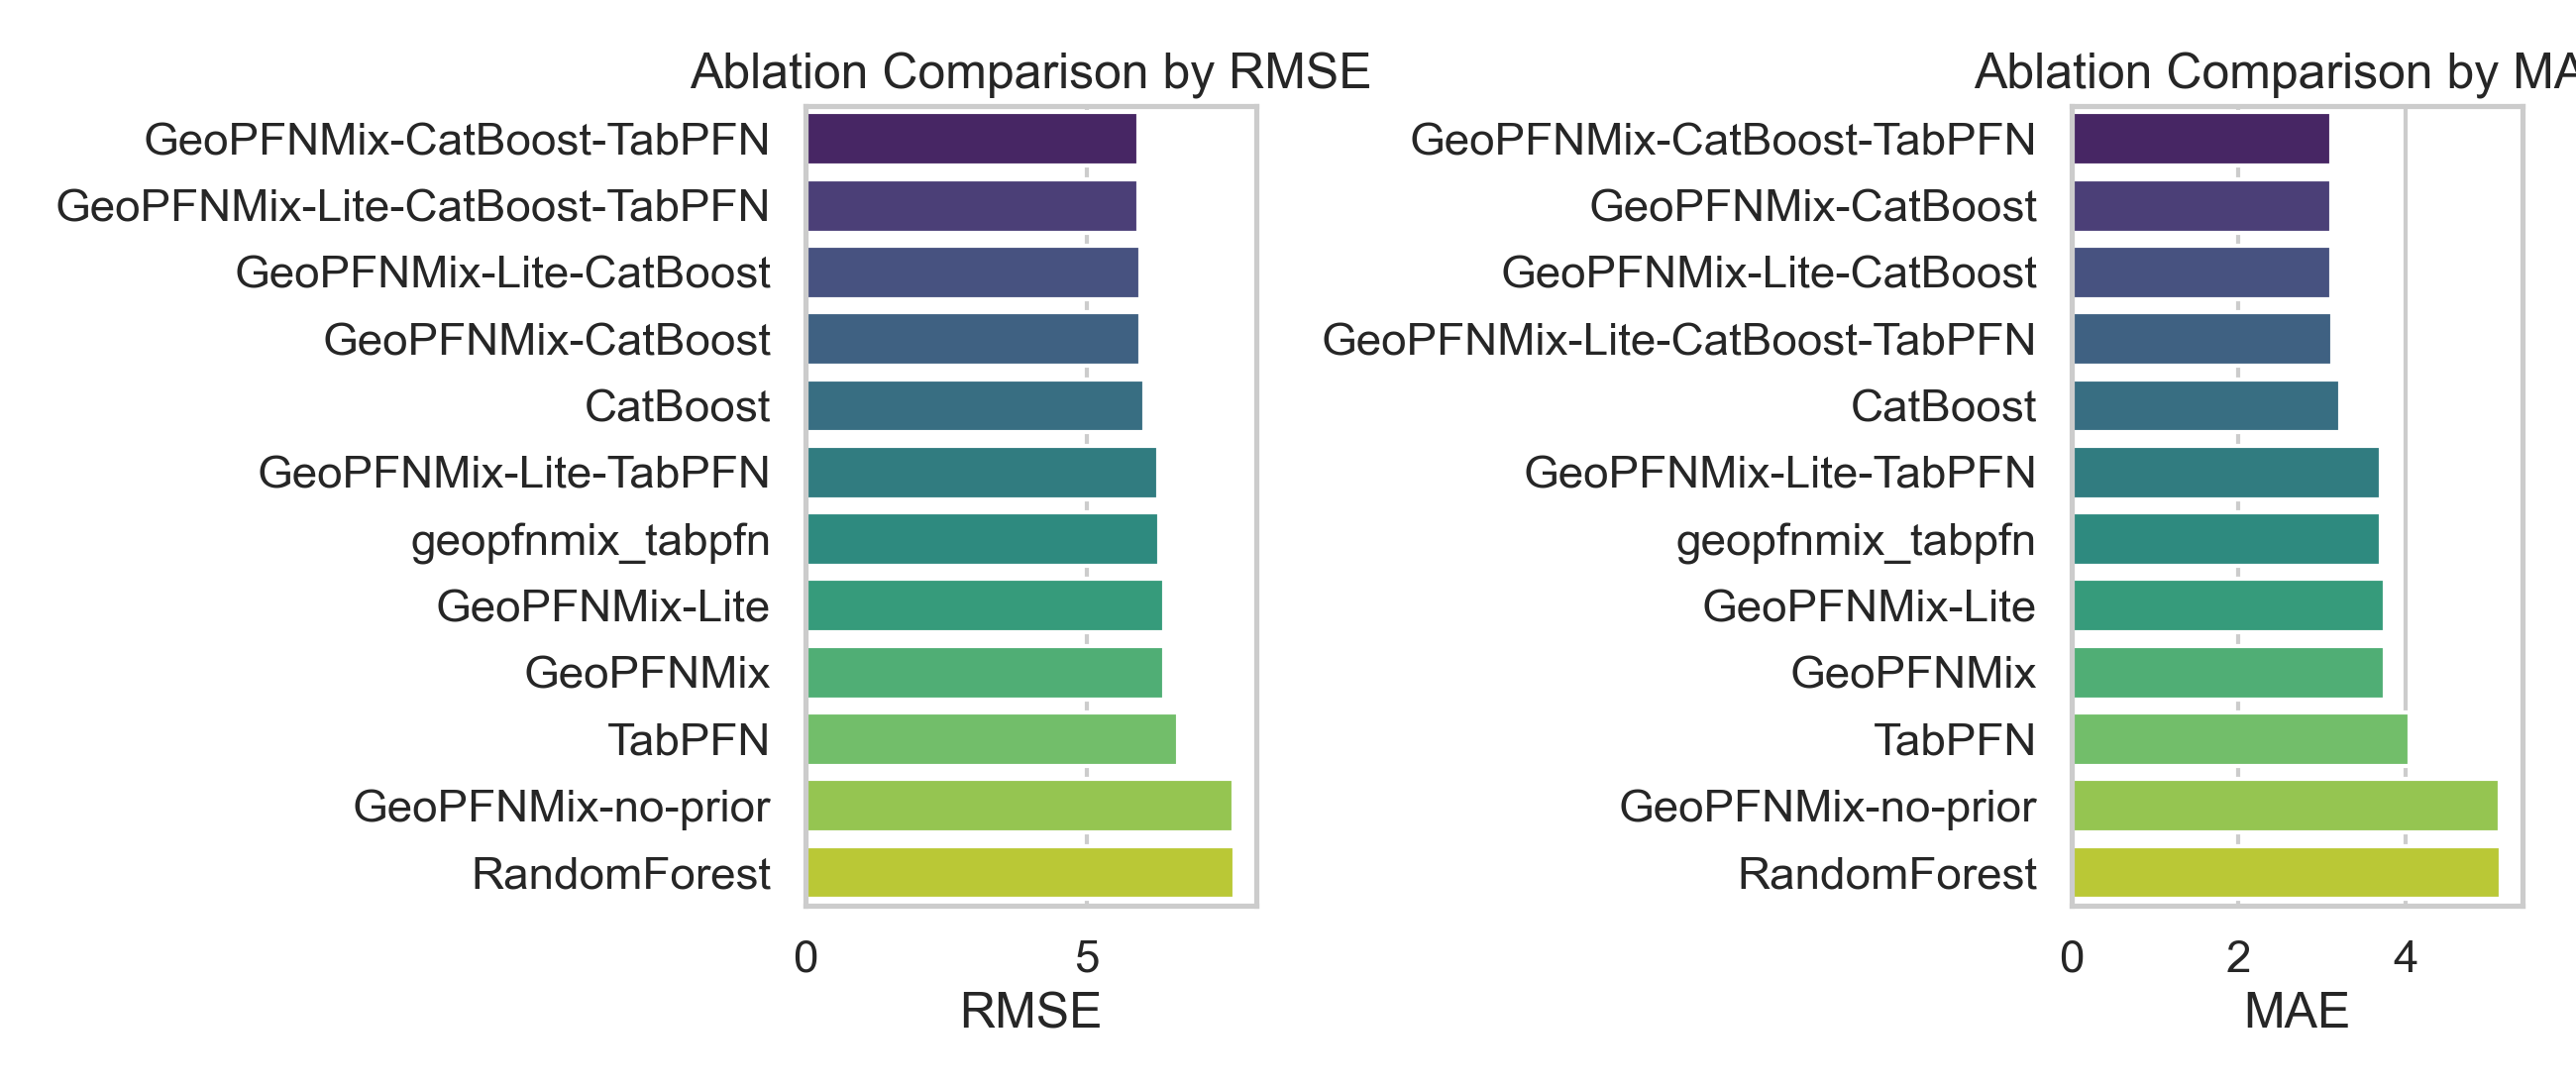 Ablation Comparison by RMSE
GeoPFNMix-CatBoost-TabPFN
GeoPFNMix-Lite-CatBoost-TabPFN
GeoPFNMix-Lite-CatBoost
GeoPFNMix-CatBoost
CatBoost
GeoPFNMix-Lite-TabPFN
geopfnmix_tabpfn
GeoPFNMix-Lite
GeoPFNMix
TabPFN
GeoPFNMix-no-prior
RandomForest
0 5
RMSE
Ablation Comparison by MA
GeoPFNMix-CatBoost-TabPFN
GeoPFNMix-CatBoost
GeoPFNMix-Lite-CatBoost
GeoPFNMix-Lite-CatBoost-TabPFN
CatBoost
GeoPFNMix-Lite-TabPFN
geopfnmix_tabpfn
GeoPFNMix-Lite
GeoPFNMix
TabPFN
GeoPFNMix-no-prior
RandomForest
0 2 4
MAE